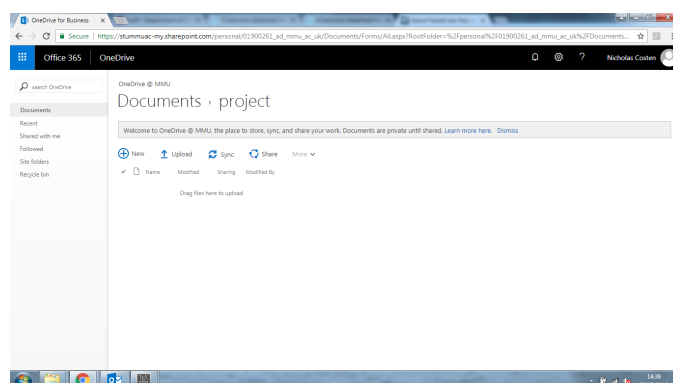 OneDrive for Business
Secure https://stummuac-my.sharepoint.com/personal/01900261_ad_mmu_ac_uk/Documents/Forms/All.aspx?RootFolder=%2Fpersonal%2F01900261_ad_mmu_ac_uk%2FDocuments...
Office 365 OneDrive ? Nicholas Costen
search OneDrive
OneDrive @ MMU
Documents › project
Documents
Recent
Shared with me
Followed
Site folders
Recycle bin
Welcome to OneDrive @ MMU, the place to store, sync, and share your work. Documents are private until shared. Learn more here. Dismiss
New Upload Sync Share More
Name Modified Sharing Modified By
Drag files here to upload
14:39